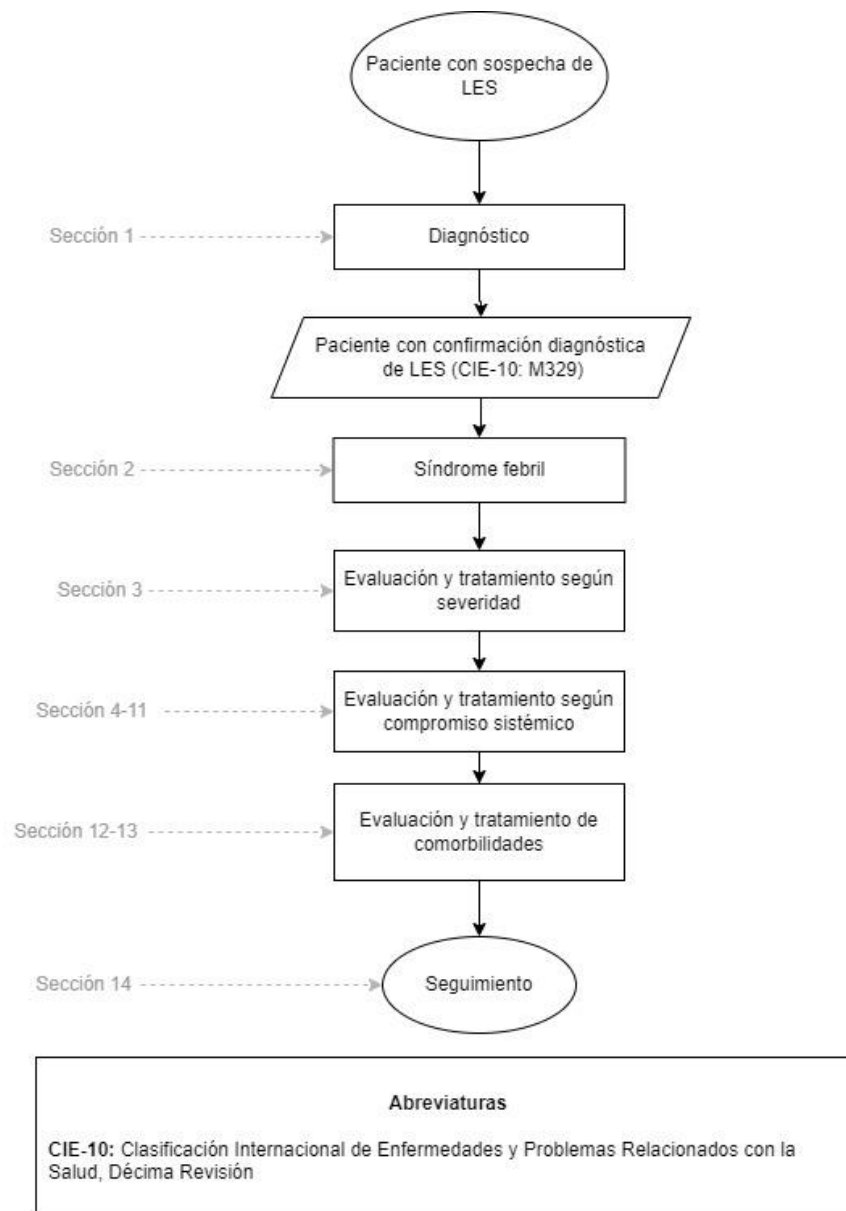 Paciente con sospecha de
LES
Sección 1
Diagnóstico
Paciente con confirmación diagnóstica
de LES (CIE-10: M329)
Sección 2
Síndrome febril
Sección 3
Evaluación y tratamiento según
severidad
Sección 4-11
Evaluación y tratamiento según
compromiso sistémico
Sección 12-13
Evaluación y tratamiento de
comorbilidades
Sección 14
Seguimiento
Abreviaturas
CIE-10: Clasificación Internacional de Enfermedades y Problemas Relacionados con la
Salud, Décima Revisión